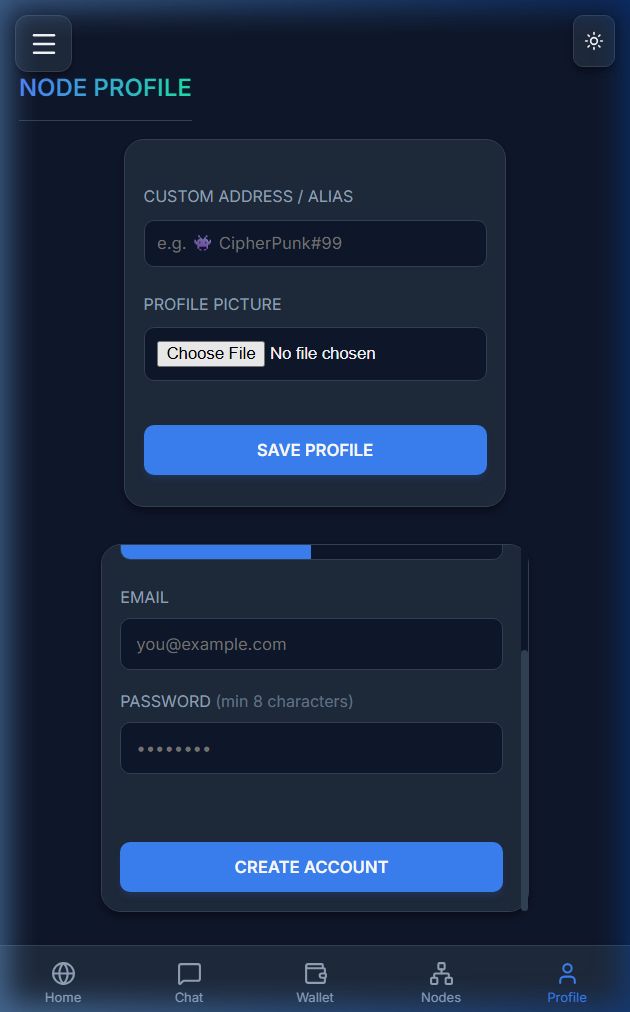 NODE PROFILE
CUSTOM ADDRESS / ALIAS
e.g. 👾 CipherPunk#99
PROFILE PICTURE
Choose File No file chosen
SAVE PROFILE
EMAIL
you@example.com
PASSWORD (min 8 characters)
••••••••
CREATE ACCOUNT
Home Chat Wallet Nodes Profile